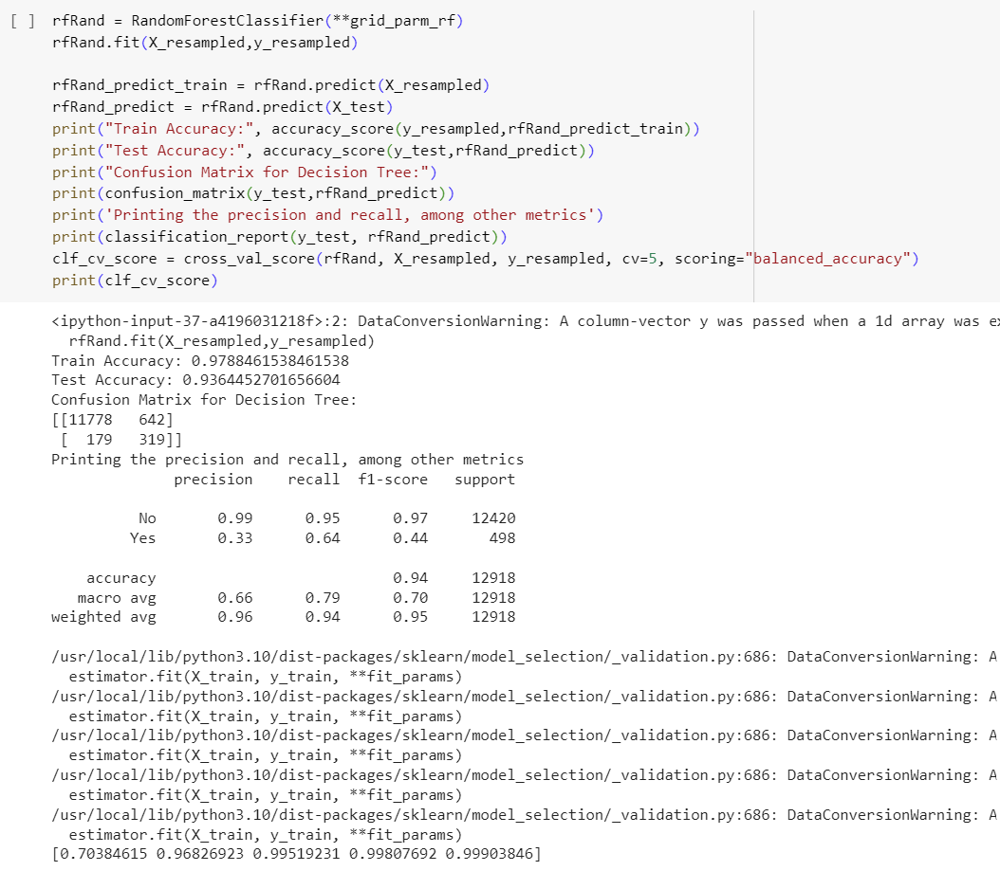 [ ] rfRand = RandomForestClassifier(**grid_parm_rf)
rfRand.fit(X_resampled,y_resampled)
rfRand_predict_train = rfRand.predict(X_resampled)
rfRand_predict = rfRand.predict(X_test)
print("Train Accuracy:", accuracy_score(y_resampled,rfRand_predict_train))
print("Test Accuracy:", accuracy_score(y_test,rfRand_predict))
print("Confusion Matrix for Decision Tree:")
print(confusion_matrix(y_test,rfRand_predict))
print('Printing the precision and recall, among other metrics')
print(classification_report(y_test, rfRand_predict))
clf_cv_score = cross_val_score(rfRand, X_resampled, y_resampled, cv=5, scoring="balanced_accuracy")
print(clf_cv_score)
<ipython-input-37-a4196031218f>:2: DataConversionWarning: A column-vector y was passed when a 1d array was ex
rfRand.fit(X_resampled,y_resampled)
Train Accuracy: 0.9788461538461538
Test Accuracy: 0.9364452701656604
Confusion Matrix for Decision Tree:
[[11778   642]
[  179   319]]
Printing the precision and recall, among other metrics
precision    recall  f1-score   support
No       0.99      0.95      0.97     12420
Yes       0.33      0.64      0.44       498
accuracy                           0.94     12918
macro avg       0.66      0.79      0.70     12918
weighted avg       0.96      0.94      0.95     12918
/usr/local/lib/python3.10/dist-packages/sklearn/model_selection/_validation.py:686: DataConversionWarning: A
estimator.fit(X_train, y_train, **fit_params)
/usr/local/lib/python3.10/dist-packages/sklearn/model_selection/_validation.py:686: DataConversionWarning: A
estimator.fit(X_train, y_train, **fit_params)
/usr/local/lib/python3.10/dist-packages/sklearn/model_selection/_validation.py:686: DataConversionWarning: A
estimator.fit(X_train, y_train, **fit_params)
/usr/local/lib/python3.10/dist-packages/sklearn/model_selection/_validation.py:686: DataConversionWarning: A
estimator.fit(X_train, y_train, **fit_params)
/usr/local/lib/python3.10/dist-packages/sklearn/model_selection/_validation.py:686: DataConversionWarning: A
estimator.fit(X_train, y_train, **fit_params)
[0.70384615 0.96826923 0.99519231 0.99807692 0.99903846]